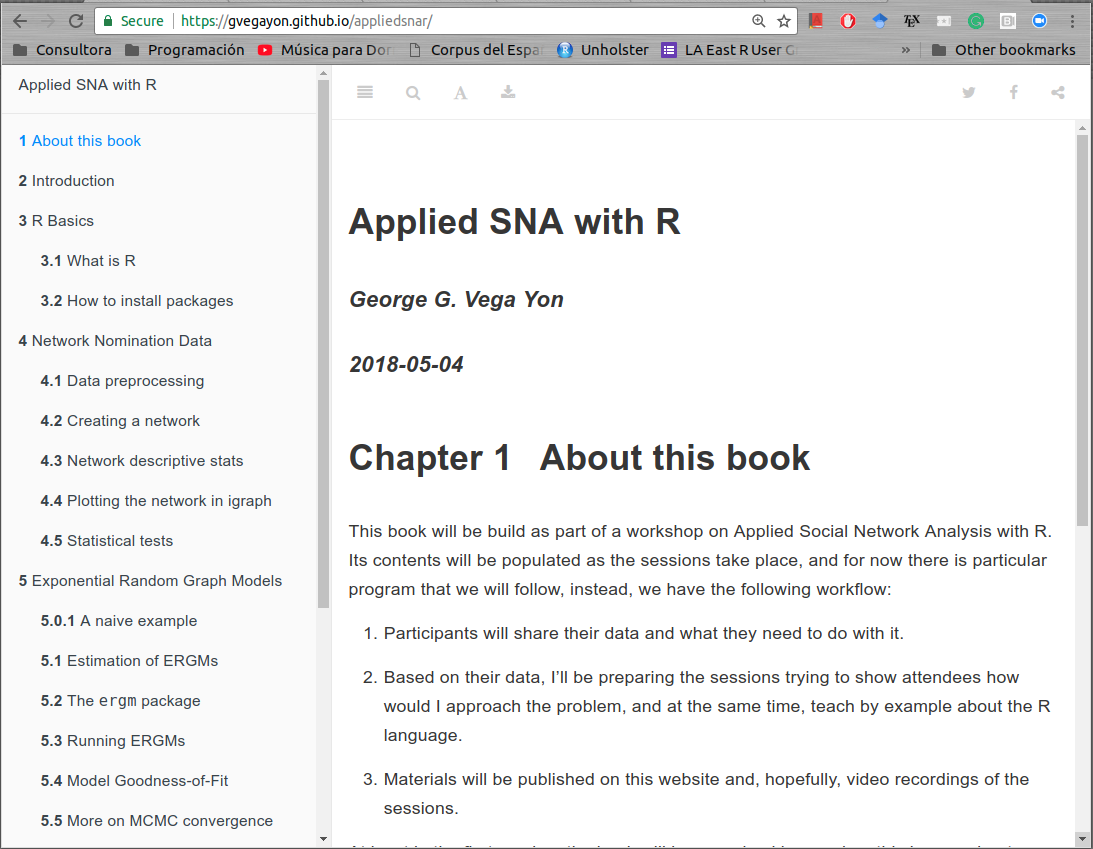 Secure https://gvegayon.github.io/appliedsnar/
Consultora Programación Música para Dor Corpus del Espa Unholster LA East R User G » Other bookmarks
Applied SNA with R
1 About this book
2 Introduction
3 R Basics
3.1 What is R
3.2 How to install packages
4 Network Nomination Data
4.1 Data preprocessing
4.2 Creating a network
4.3 Network descriptive stats
4.4 Plotting the network in igraph
4.5 Statistical tests
5 Exponential Random Graph Models
5.0.1 A naive example
5.1 Estimation of ERGMs
5.2 The ergm package
5.3 Running ERGMs
5.4 Model Goodness-of-Fit
5.5 More on MCMC convergence
Applied SNA with R
George G. Vega Yon
2018-05-04
Chapter 1 About this book
This book will be build as part of a workshop on Applied Social Network Analysis with R.
Its contents will be populated as the sessions take place, and for now there is particular
program that we will follow, instead, we have the following workflow:
1. Participants will share their data and what they need to do with it.
2. Based on their data, I'll be preparing the sessions trying to show attendees how
would I approach the problem, and at the same time, teach by example about the R
language.
3. Materials will be published on this website and, hopefully, video recordings of the
sessions.